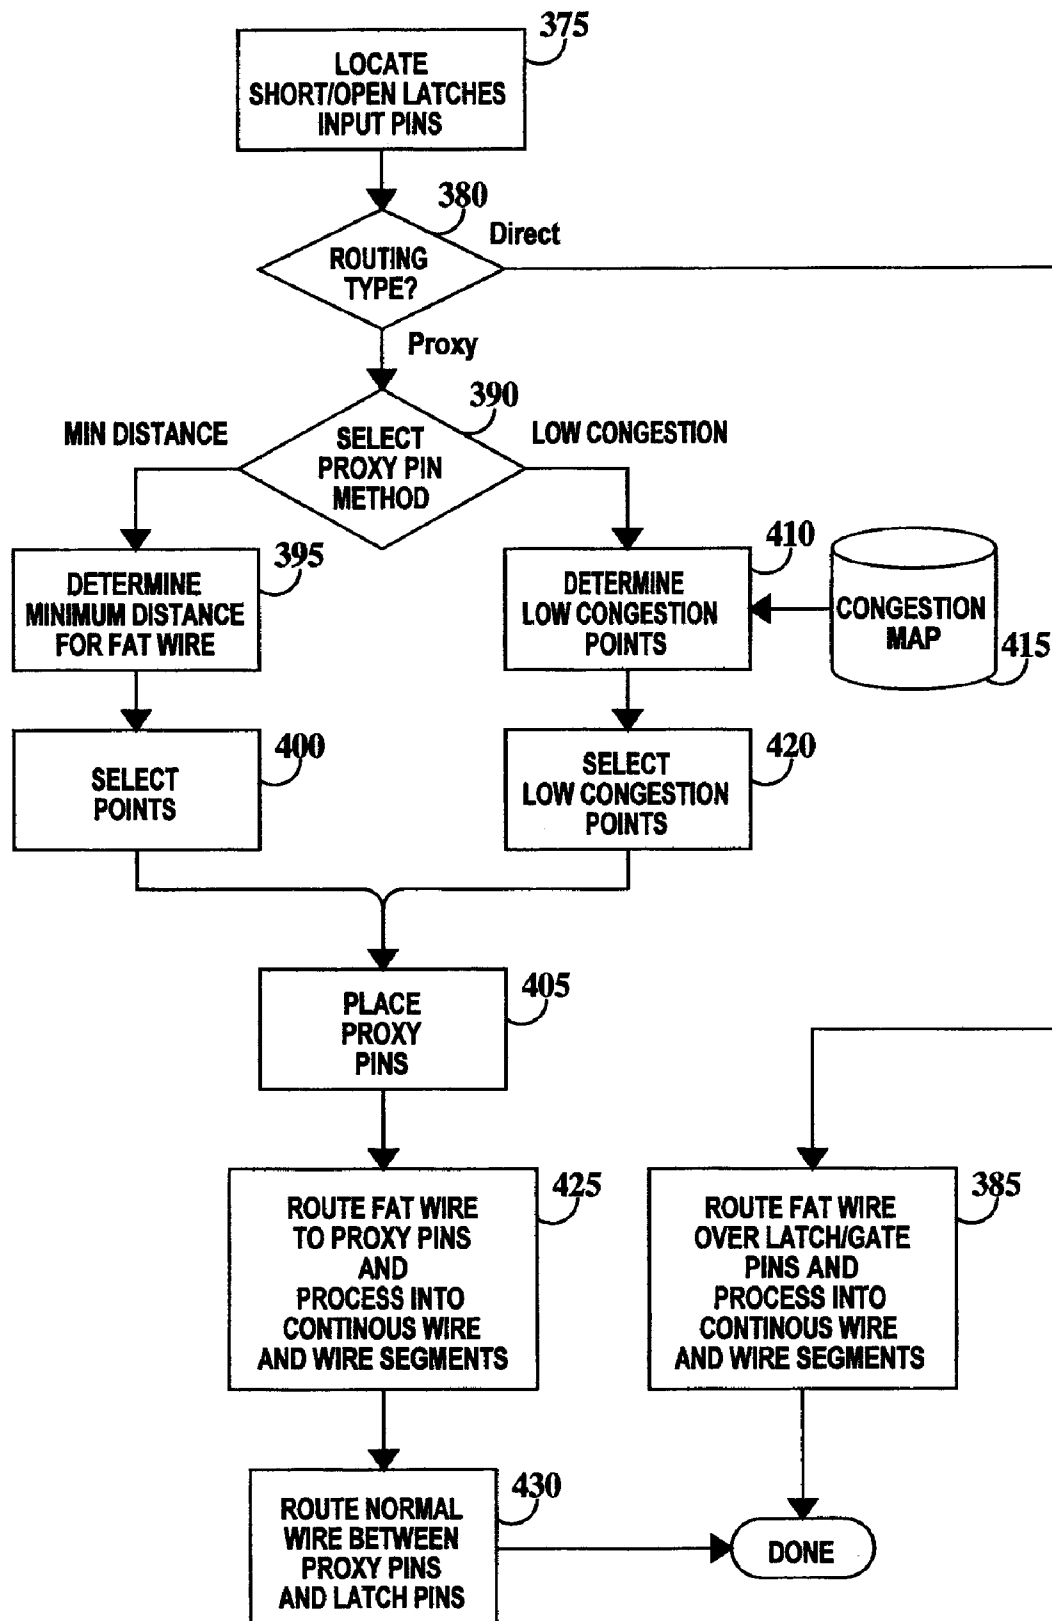 375
LOCATE
SHORT/OPEN LATCHES
INPUT PINS
380
Direct
ROUTING
TYPE?
Proxy
390
MIN DISTANCE
SELECT
PROXY PIN
METHOD
LOW CONGESTION
395
DETERMINE
MINIMUM DISTANCE
FOR FAT WIRE
410
DETERMINE
LOW CONGESTION
POINTS
CONGESTION
MAP
415
400
SELECT
POINTS
420
SELECT
LOW CONGESTION
POINTS
405
PLACE
PROXY
PINS
425
ROUTE FAT WIRE
TO PROXY PINS
AND
PROCESS INTO
CONTINOUS WIRE
AND WIRE SEGMENTS
385
ROUTE FAT WIRE
OVER LATCH/GATE
PINS AND
PROCESS INTO
CONTINOUS WIRE
AND WIRE SEGMENTS
430
ROUTE NORMAL
WIRE BETWEEN
PROXY PINS
AND LATCH PINS
DONE